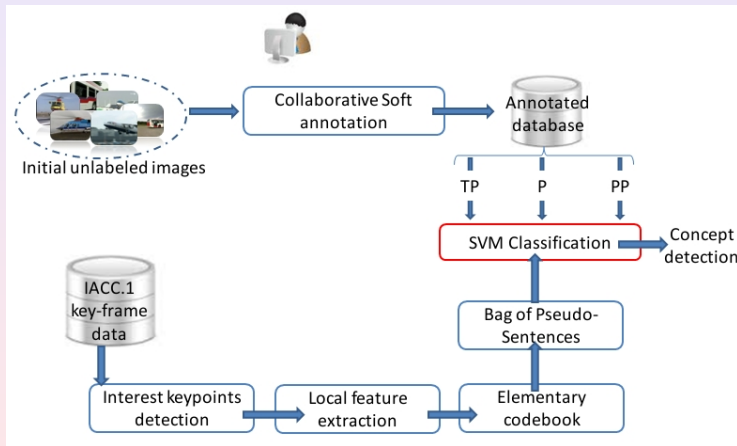 Collaborative Soft
annotation
Annotated
database
Initial unlabeled images
TP P PP
SVM Classification
Concept
detection
IACC.1
key-frame
data
Bag of Pseudo-
Sentences
Interest keypoints
detection
Local feature
extraction
Elementary
codebook